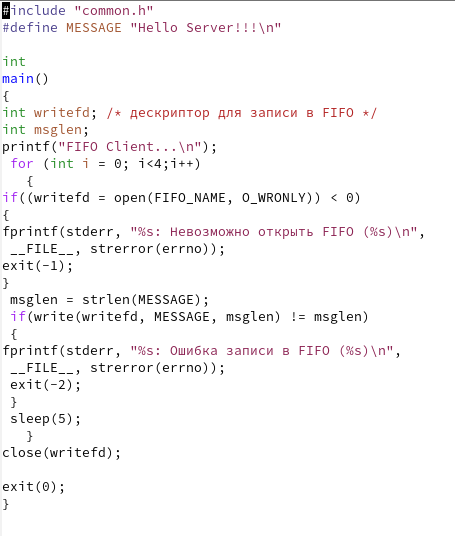 #include "common.h"
#define MESSAGE "Hello Server!!!\n"

int
main()
{
int writefd; /* дескриптор для записи в FIFO */
int msglen;
printf("FIFO Client...\n");
 for (int i = 0; i<4;i++)
   {
if((writefd = open(FIFO_NAME, O_WRONLY)) < 0)
{
fprintf(stderr, "%s: Невозможно открыть FIFO (%s)\n",
 __FILE__, strerror(errno));
exit(-1);
}
 msglen = strlen(MESSAGE);
 if(write(writefd, MESSAGE, msglen) != msglen)
 {
fprintf(stderr, "%s: Ошибка записи в FIFO (%s)\n",
 __FILE__, strerror(errno));
 exit(-2);
 }
 sleep(5);
   }
close(writefd);

exit(0);
}